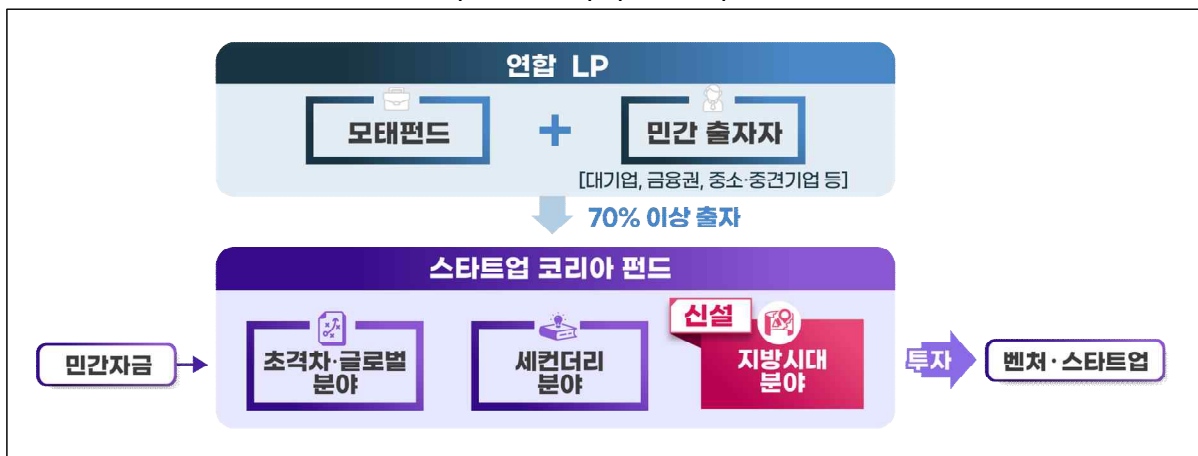 연합 LP
모태펀드
+
민간 출자자
[대기업, 금융권, 중소·중견기업 등]
70% 이상 출자
스타트업 코리아 펀드
민간자금
초격차·글로벌
분야
세컨더리
분야
신설
지방시대
분야
투자
벤처·스타트업